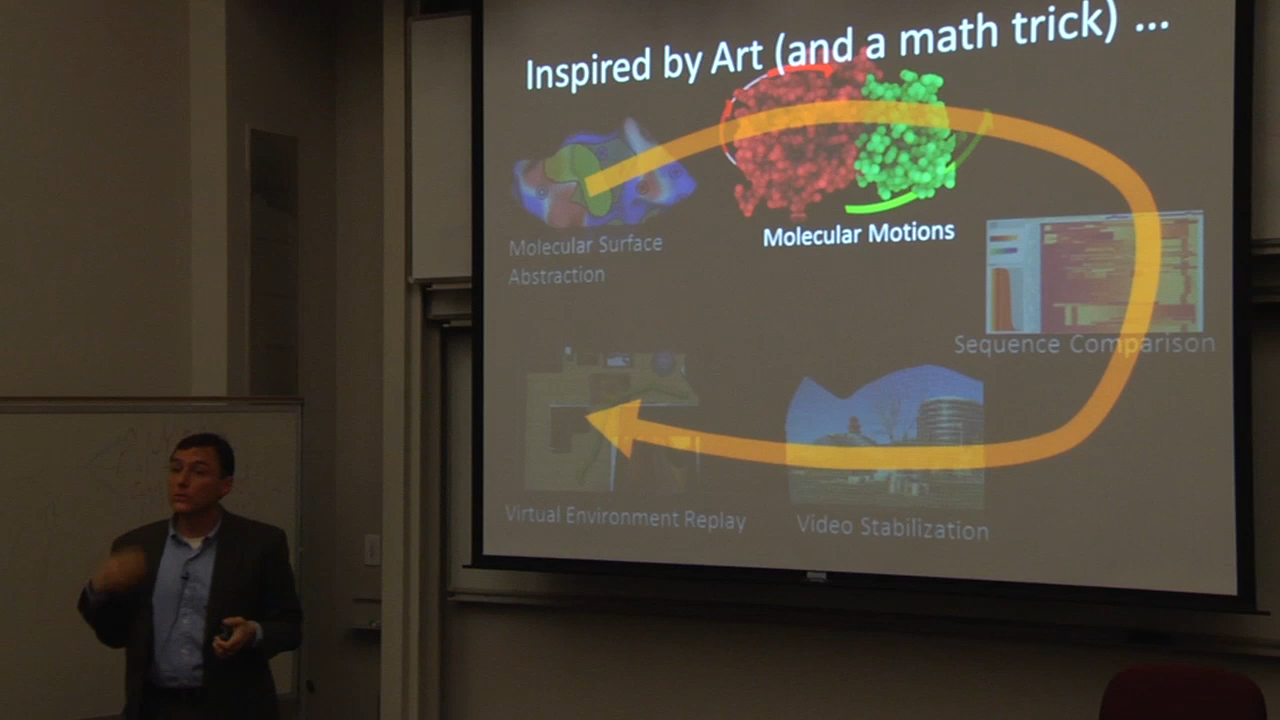 Inspired by Art (and a math trick) ...
Molecular Surface
Abstraction
Molecular Motions
Sequence Comparison
Virtual Environment Replay
Video Stabilization